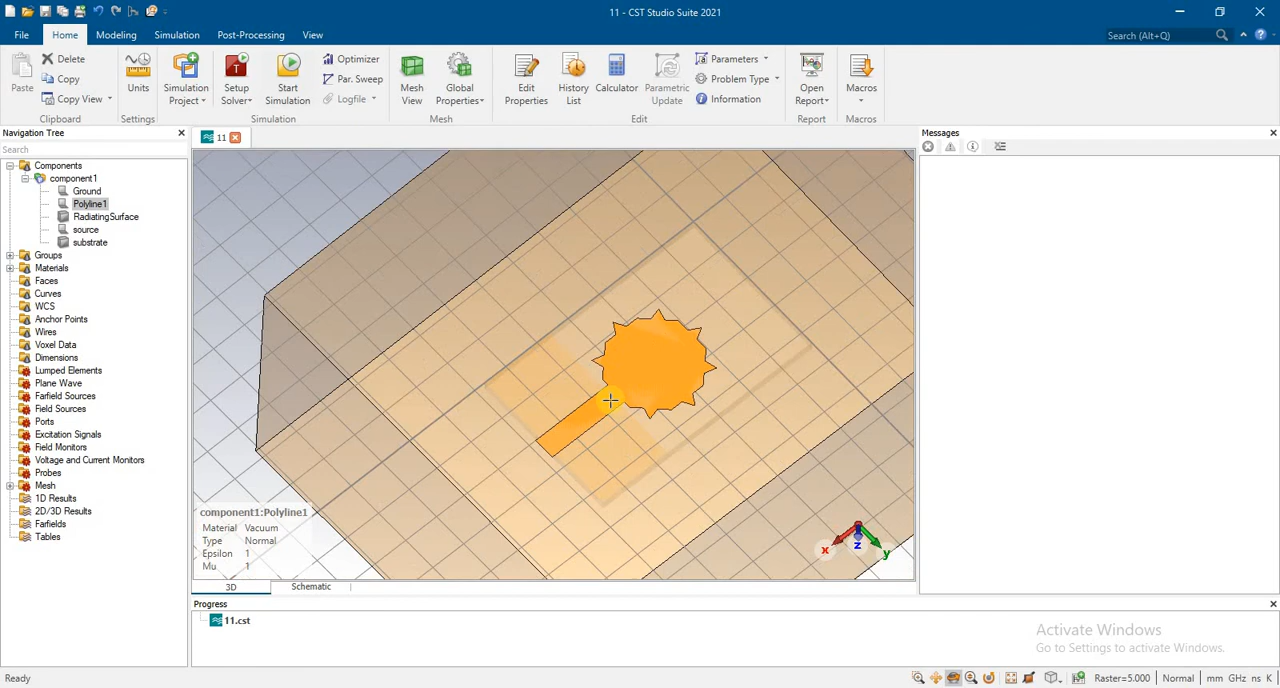 11 - CST Studio Suite 2021
File Home Modeling Simulation Post-Processing View Search (Alt+Q)
Paste Delete Copy Copy View Clipboard
Units Settings
Simulation Project Setup Solver Start Simulation Optimizer Par. Sweep Logfile Simulation
Mesh View Global Properties Mesh
Edit Properties History List Calculator Parametric Update Parameters Problem Type Information Edit
Open Report Report
Macros Macros
Navigation Tree
Search
Components
component1
Ground
Polyline1
RadiatingSurface
source
substrate
Groups
Materials
Faces
Curves
WCS
Anchor Points
Wires
Voxel Data
Dimensions
Lumped Elements
Plane Wave
Farfield Sources
Field Sources
Ports
Excitation Signals
Field Monitors
Voltage and Current Monitors
Probes
Mesh
1D Results
2D/3D Results
Farfields
Tables
11
component1:Polyline1
Material Vacuum
Type Normal
Epsilon 1
Mu 1
x z y
3D Schematic
Messages
Progress
11.cst
Activate Windows
Go to Settings to activate Windows.
Ready Raster=5.000 Normal mm GHz ns K